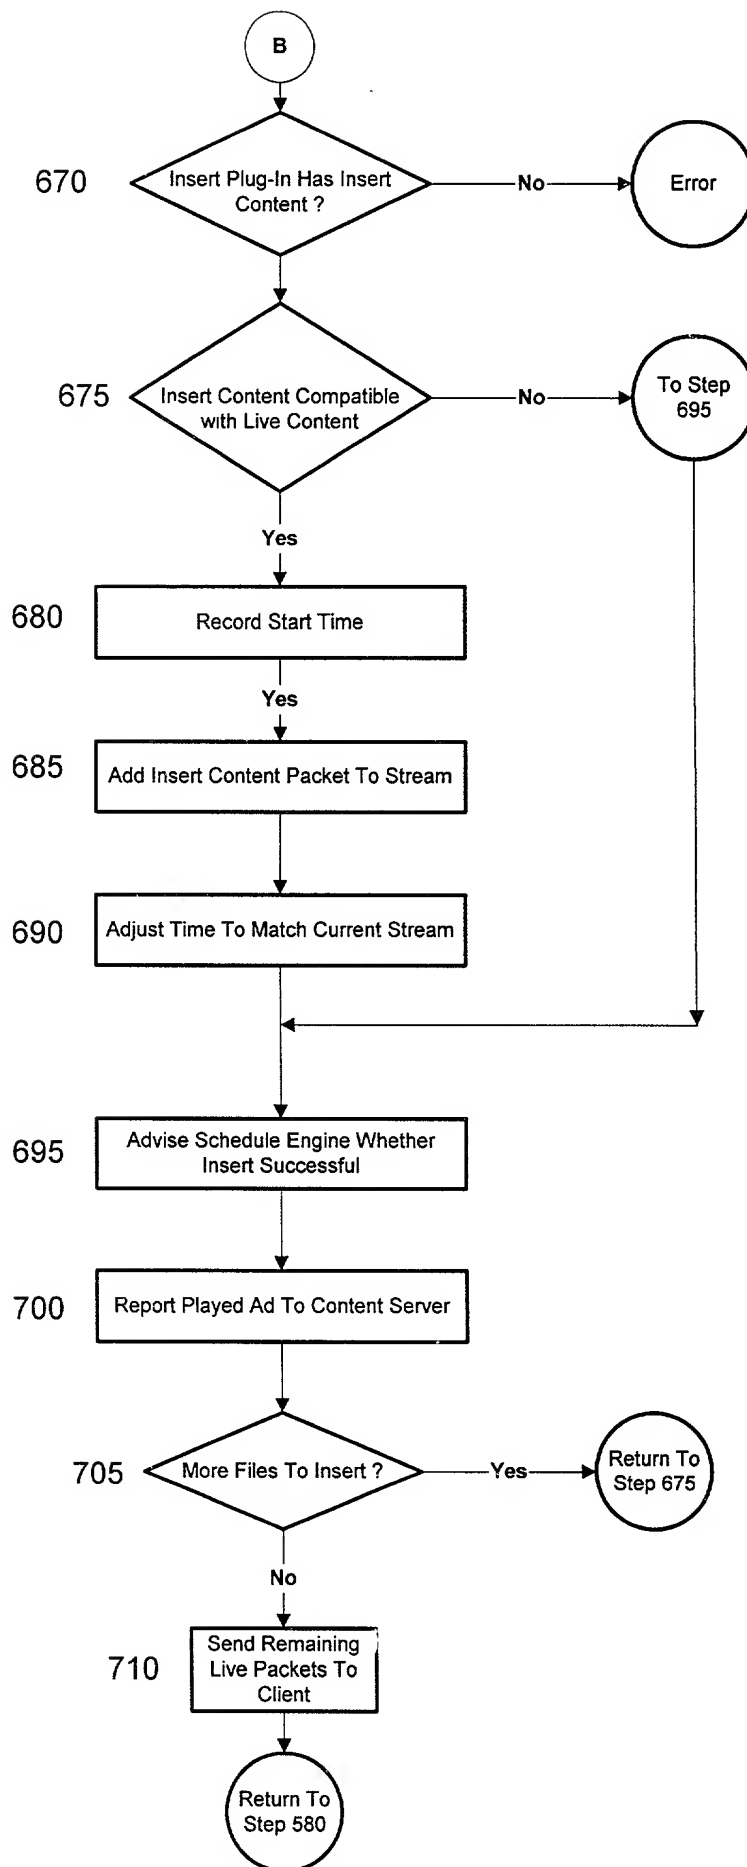 B
670
Insert Plug-In Has Insert
Content ?
No
Error
675
Insert Content Compatible
with Live Content
No
To Step
695
Yes
680
Record Start Time
Yes
685
Add Insert Content Packet To Stream
690
Adjust Time To Match Current Stream
695
Advise Schedule Engine Whether
Insert Successful
700
Report Played Ad To Content Server
705
More Files To Insert ?
Yes
Return To
Step 675
No
710
Send Remaining
Live Packets To
Client
Return To
Step 580